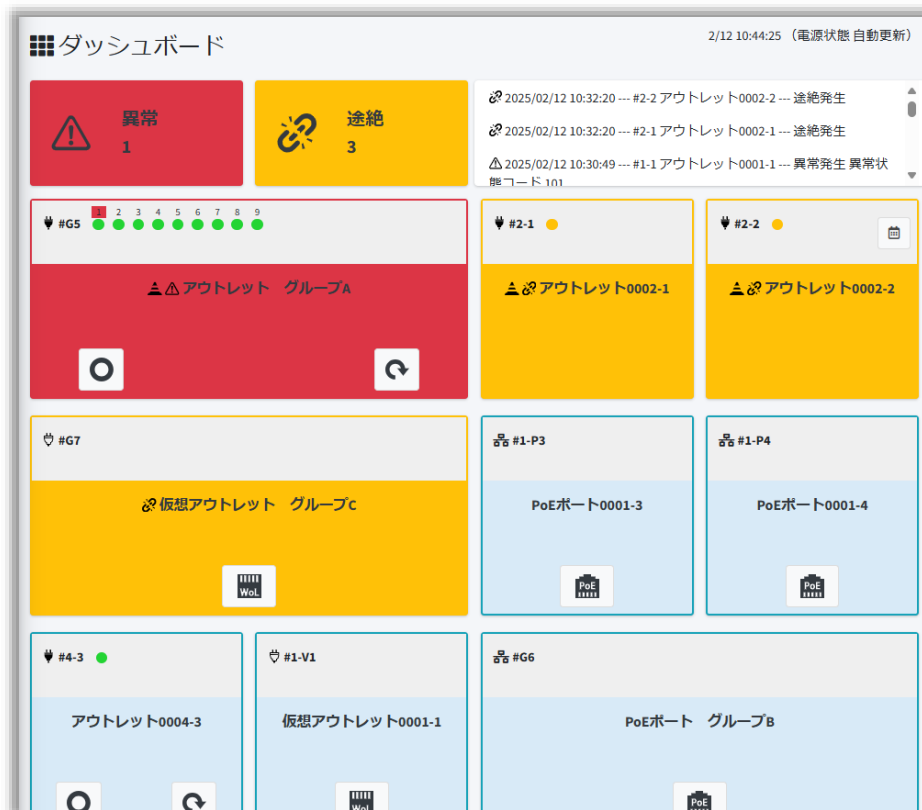 ダッシュボード
2/12 10:44:25 （電源状態 自動更新）
異常
1
途絶
3
2025/02/12 10:32:20 --- #2-2 アウトレット0002-2 --- 途絶発生
2025/02/12 10:32:20 --- #2-1 アウトレット0002-1 --- 途絶発生
2025/02/12 10:30:49 --- #1-1 アウトレット0001-1 --- 異常発生 異常状
態コード 101
#G5 1 2 3 4 5 6 7 8 9
アウトレット　グループA
#2-1
アウトレット0002-1
#2-2
アウトレット0002-2
#G7
仮想アウトレット　グループC
WoL
#1-P3
PoEポート0001-3
PoE
#1-P4
PoEポート0001-4
PoE
#4-3
アウトレット0004-3
#1-V1
仮想アウトレット0001-1
WoL
#G6
PoEポート　グループB
PoE